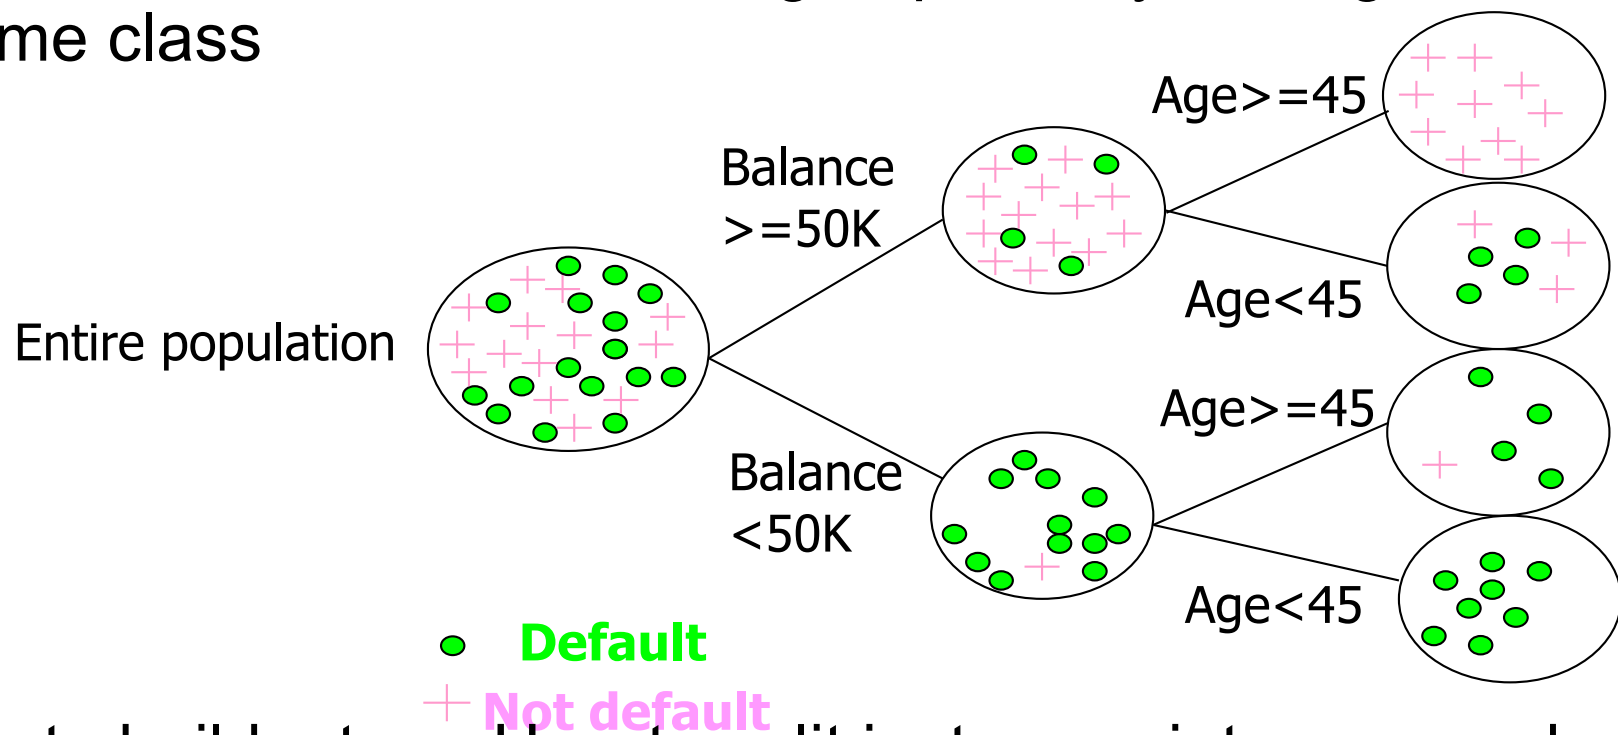 me class
Age>=45
Balance
>=50K
Age<45
Entire population
Age>=45
Balance
<50K
Age<45
Default
Not default